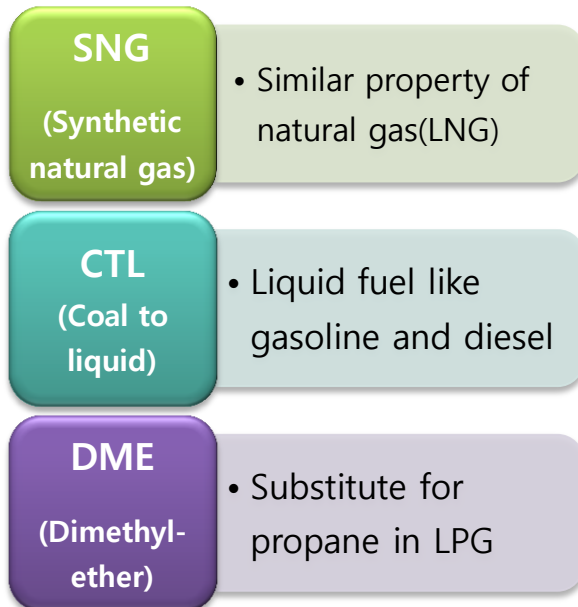 SNG
(Synthetic
natural gas)
• Similar property of
natural gas(LNG)
CTL
(Coal to
liquid)
• Liquid fuel like
gasoline and diesel
DME
(Dimethyl-
ether)
• Substitute for
propane in LPG